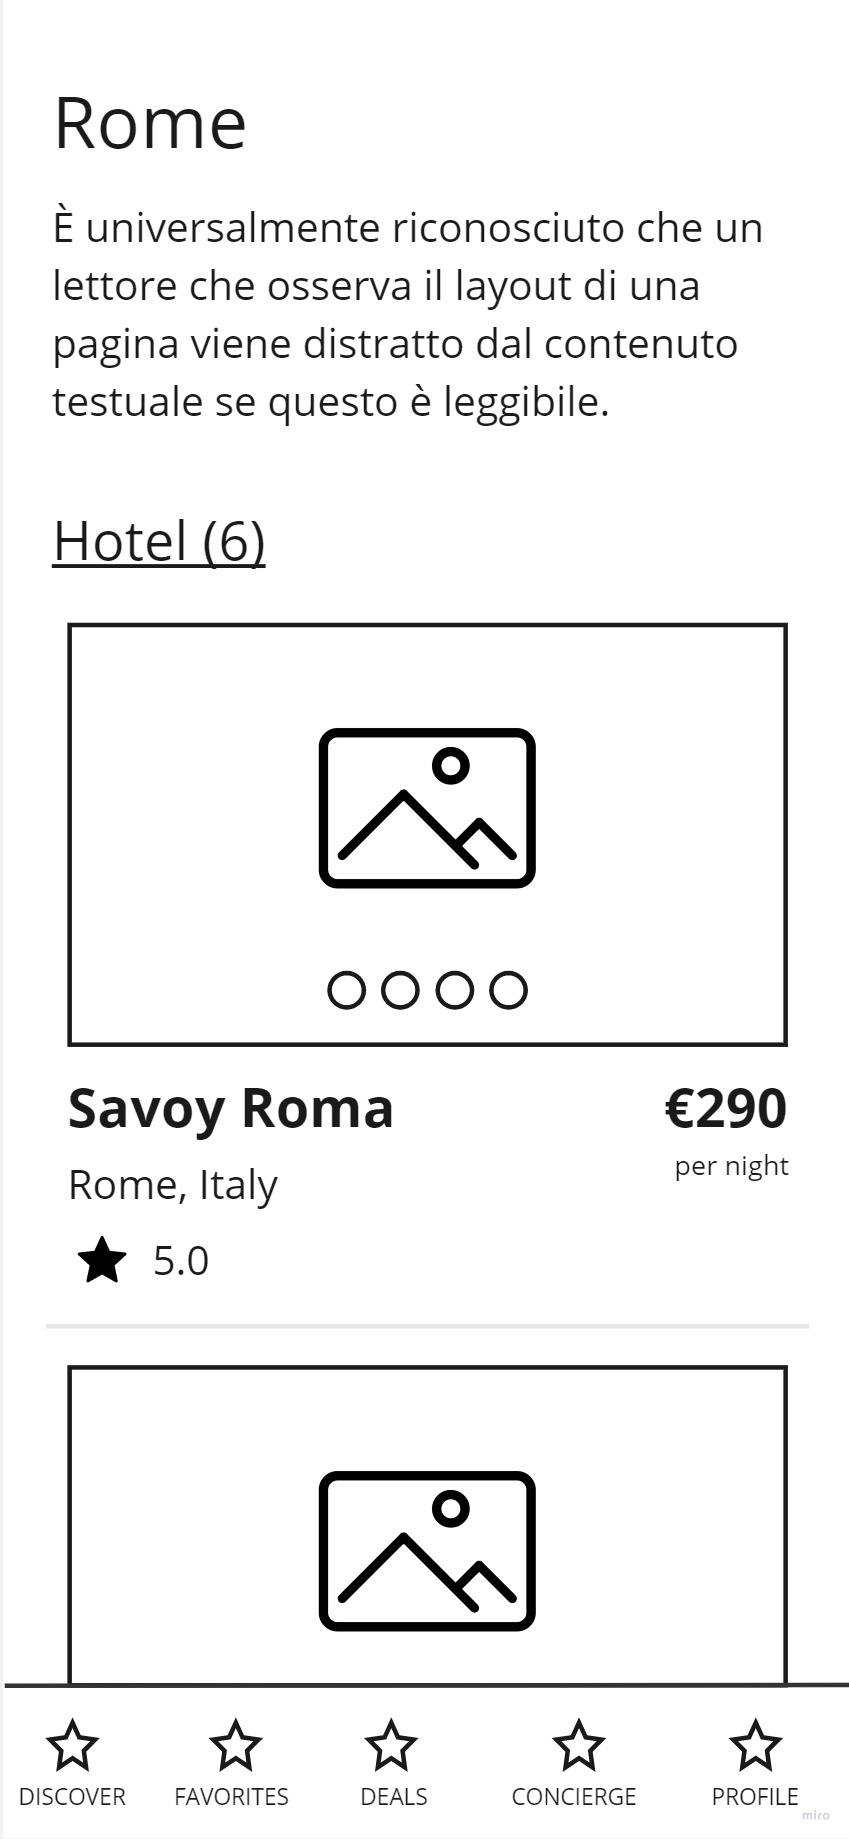 Rome
È universalmente riconosciuto che un
lettore che osserva il layout di una
pagina viene distratto dal contenuto
testuale se questo è leggibile.
Hotel (6)
Savoy Roma
€290
per night
Rome, Italy
5.0
DISCOVER FAVORITES DEALS CONCIERGE PROFILE
miro